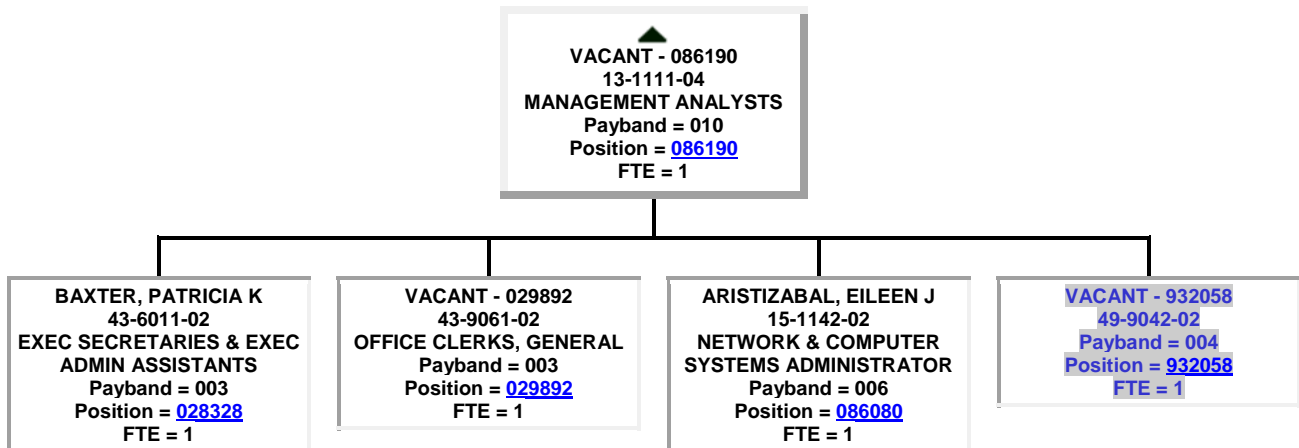 VACANT - 086190
13-1111-04
MANAGEMENT ANALYSTS
Payband = 010
Position = 086190
FTE = 1
BAXTER, PATRICIA K
43-6011-02
EXEC SECRETARIES & EXEC
ADMIN ASSISTANTS
Payband = 003
Position = 028328
FTE = 1
VACANT - 029892
43-9061-02
OFFICE CLERKS, GENERAL
Payband = 003
Position = 029892
FTE = 1
ARISTIZABAL, EILEEN J
15-1142-02
NETWORK & COMPUTER
SYSTEMS ADMINISTRATOR
Payband = 006
Position = 086080
FTE = 1
VACANT - 932058
49-9042-02
Payband = 004
Position = 932058
FTE = 1